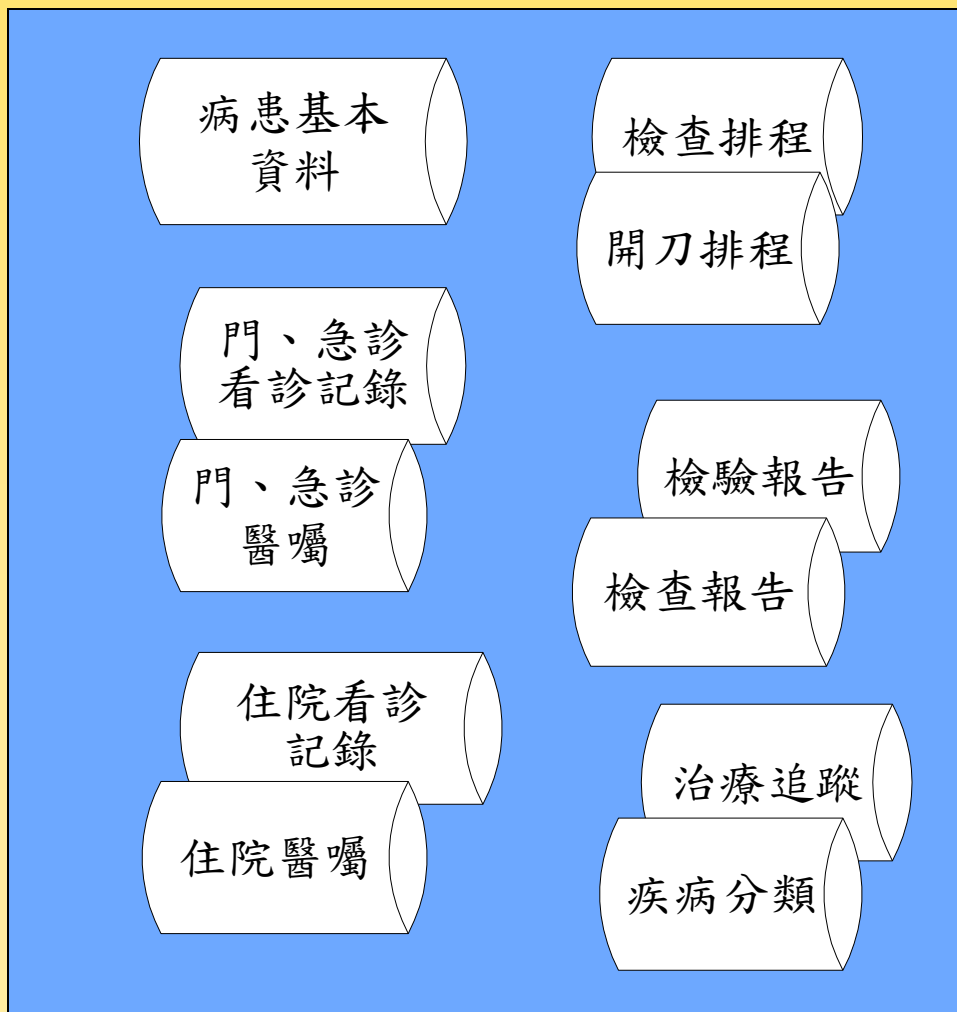 病患基本
資料
門、急診
看診記錄
門、急診
醫囑
住院看診
記錄
住院醫囑
檢查排程
開刀排程
檢驗報告
檢查報告
治療追蹤
疾病分類